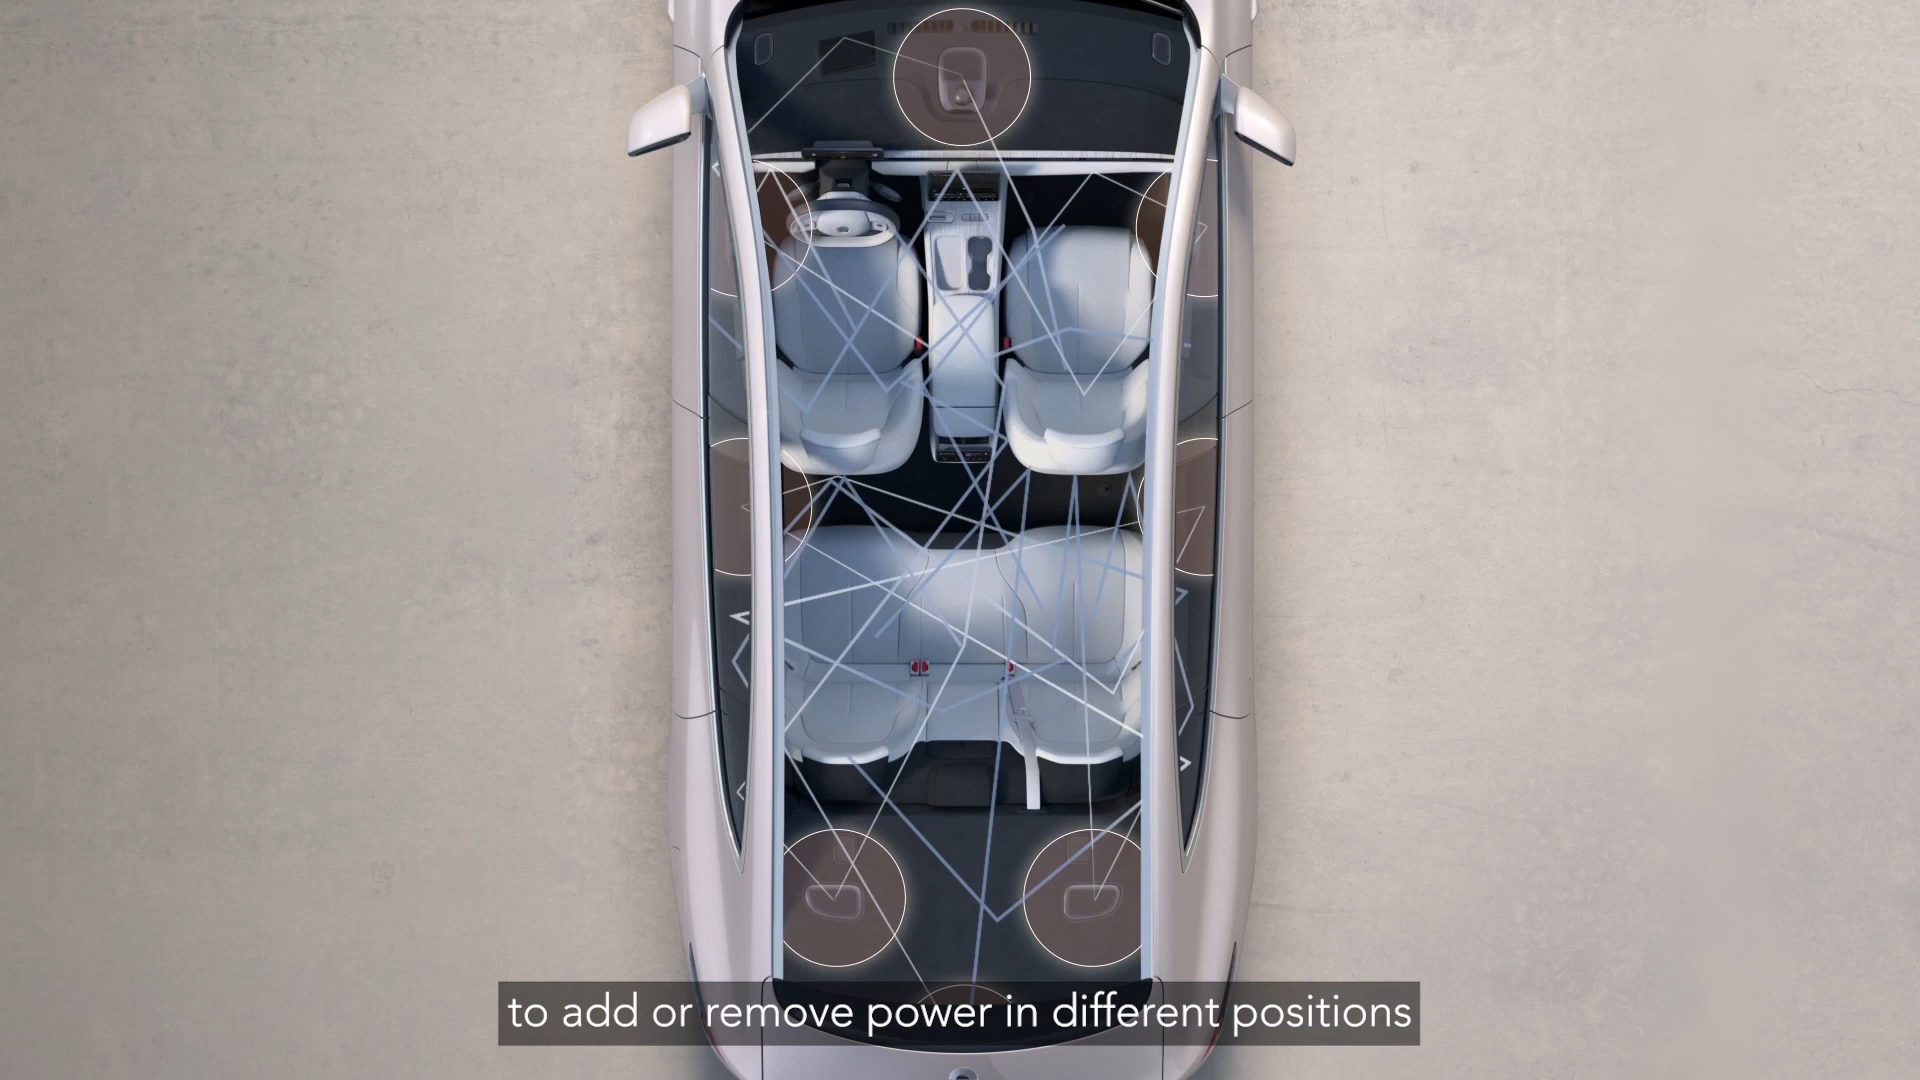 to add or remove power in different positions